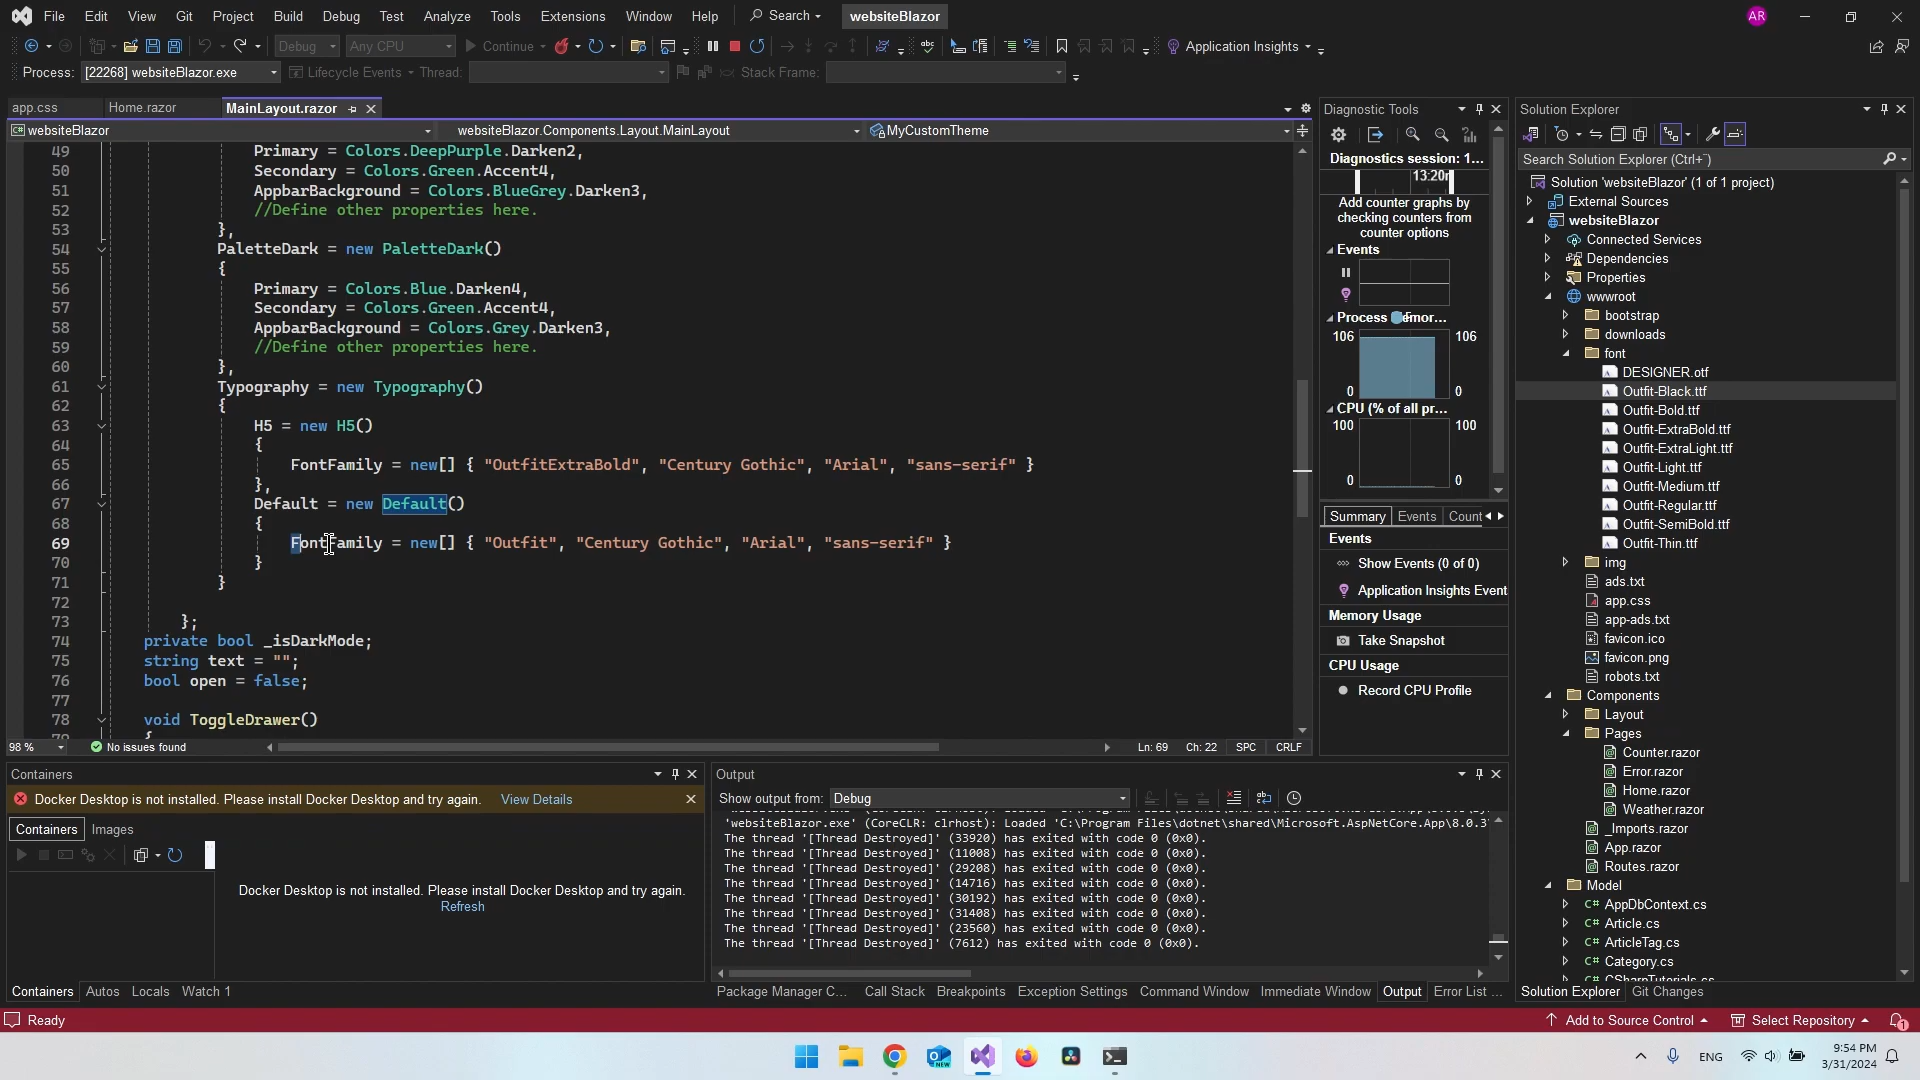 File Edit View Git Project Build Debug Test Analyze Tools Extensions Window Help Search websiteBlazor AR
Debug Any CPU Continue Application Insights
Process: [22268] websiteBlazor.exe Lifecycle Events Thread: Stack Frame:
app.css Home.razor MainLayout.razor
websiteBlazor websiteBlazor.Components.Layout.MainLayout MyCustomTheme
49 Primary = Colors.DeepPurple.Darken2,
50 Secondary = Colors.Green.Accent4,
51 AppbarBackground = Colors.BlueGrey.Darken3,
52 //Define other properties here.
53 },
54 PaletteDark = new PaletteDark()
55 {
56 Primary = Colors.Blue.Darken4,
57 Secondary = Colors.Green.Accent4,
58 AppbarBackground = Colors.Grey.Darken3,
59 //Define other properties here.
60 },
61 Typography = new Typography()
62 {
63 H5 = new H5()
64 {
65 FontFamily = new[] { "OutfitExtraBold", "Century Gothic", "Arial", "sans-serif" }
66 },
67 Default = new Default()
68 {
69 FontFamily = new[] { "Outfit", "Century Gothic", "Arial", "sans-serif" }
70 }
71 }
72
73 };
74 private bool _isDarkMode;
75 string text = "";
76 bool open = false;
77
78 void ToggleDrawer()
98 % No issues found Ln: 69 Ch: 22 SPC CRLF
Diagnostic Tools
Diagnostics session: 1...
13:20m
Add counter graphs by
checking counters from
counter options
Events
Process
106 106
0 0
CPU (% of all pr...
100 100
0 0
Summary Events Count
Events
Show Events (0 of 0)
Application Insights Event
Memory Usage
Take Snapshot
CPU Usage
Record CPU Profile
Solution Explorer
Search Solution Explorer (Ctrl+¨)
Solution 'websiteBlazor' (1 of 1 project)
External Sources
websiteBlazor
Connected Services
Dependencies
Properties
wwwroot
bootstrap
downloads
font
DESIGNER.otf
Outfit-Black.ttf
Outfit-Bold.ttf
Outfit-ExtraBold.ttf
Outfit-ExtraLight.ttf
Outfit-Light.ttf
Outfit-Medium.ttf
Outfit-Regular.ttf
Outfit-SemiBold.ttf
Outfit-Thin.ttf
img
ads.txt
app.css
app-ads.txt
favicon.ico
favicon.png
robots.txt
Components
Layout
Pages
Counter.razor
Error.razor
Home.razor
Weather.razor
_Imports.razor
App.razor
Routes.razor
Model
C# AppDbContext.cs
C# Article.cs
C# ArticleTag.cs
C# Category.cs
C# CSharpTutorials.cs
Solution Explorer Git Changes
Containers
Docker Desktop is not installed. Please install Docker Desktop and try again. View Details
Containers Images
Docker Desktop is not installed. Please install Docker Desktop and try again.
Refresh
Containers Autos Locals Watch 1
Output
Show output from: Debug
'websiteBlazor.exe' (CoreCLR: clrhost): Loaded 'C:\Program Files\dotnet\shared\Microsoft.AspNetCore.App\8.0.3
The thread '[Thread Destroyed]' (33920) has exited with code 0 (0x0).
The thread '[Thread Destroyed]' (11008) has exited with code 0 (0x0).
The thread '[Thread Destroyed]' (29208) has exited with code 0 (0x0).
The thread '[Thread Destroyed]' (14716) has exited with code 0 (0x0).
The thread '[Thread Destroyed]' (30192) has exited with code 0 (0x0).
The thread '[Thread Destroyed]' (31408) has exited with code 0 (0x0).
The thread '[Thread Destroyed]' (23560) has exited with code 0 (0x0).
The thread '[Thread Destroyed]' (7612) has exited with code 0 (0x0).
Package Manager C... Call Stack Breakpoints Exception Settings Command Window Immediate Window Output Error List ...
Ready Add to Source Control Select Repository 1
ENG 9:54 PM
3/31/2024